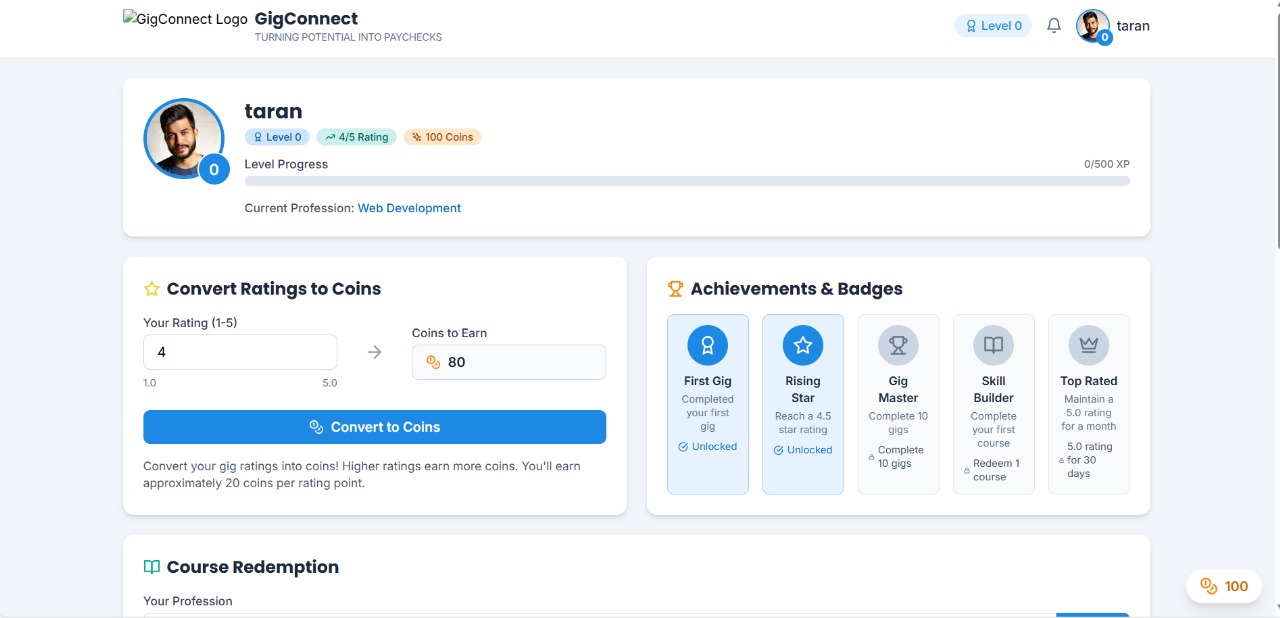 GigConnect Logo
GigConnect
TURNING POTENTIAL INTO PAYCHECKS
Level 0
0
taran
taran
Level 0
4/5 Rating
100 Coins
0
Level Progress
0/500 XP
Current Profession: Web Development
Convert Ratings to Coins
Your Rating (1-5)
4
1.0
5.0
Coins to Earn
80
Convert to Coins
Convert your gig ratings into coins! Higher ratings earn more coins. You'll earn
approximately 20 coins per rating point.
Achievements & Badges
First Gig
Completed
your first
gig
Unlocked
Rising
Star
Reach a 4.5
star rating
Unlocked
Gig
Master
Complete 10
gigs
Complete
10 gigs
Skill
Builder
Complete
your first
course
Redeem 1
course
Top Rated
Maintain a
5.0 rating
for a month
5.0 rating
for 30
days
Course Redemption
Your Profession
100